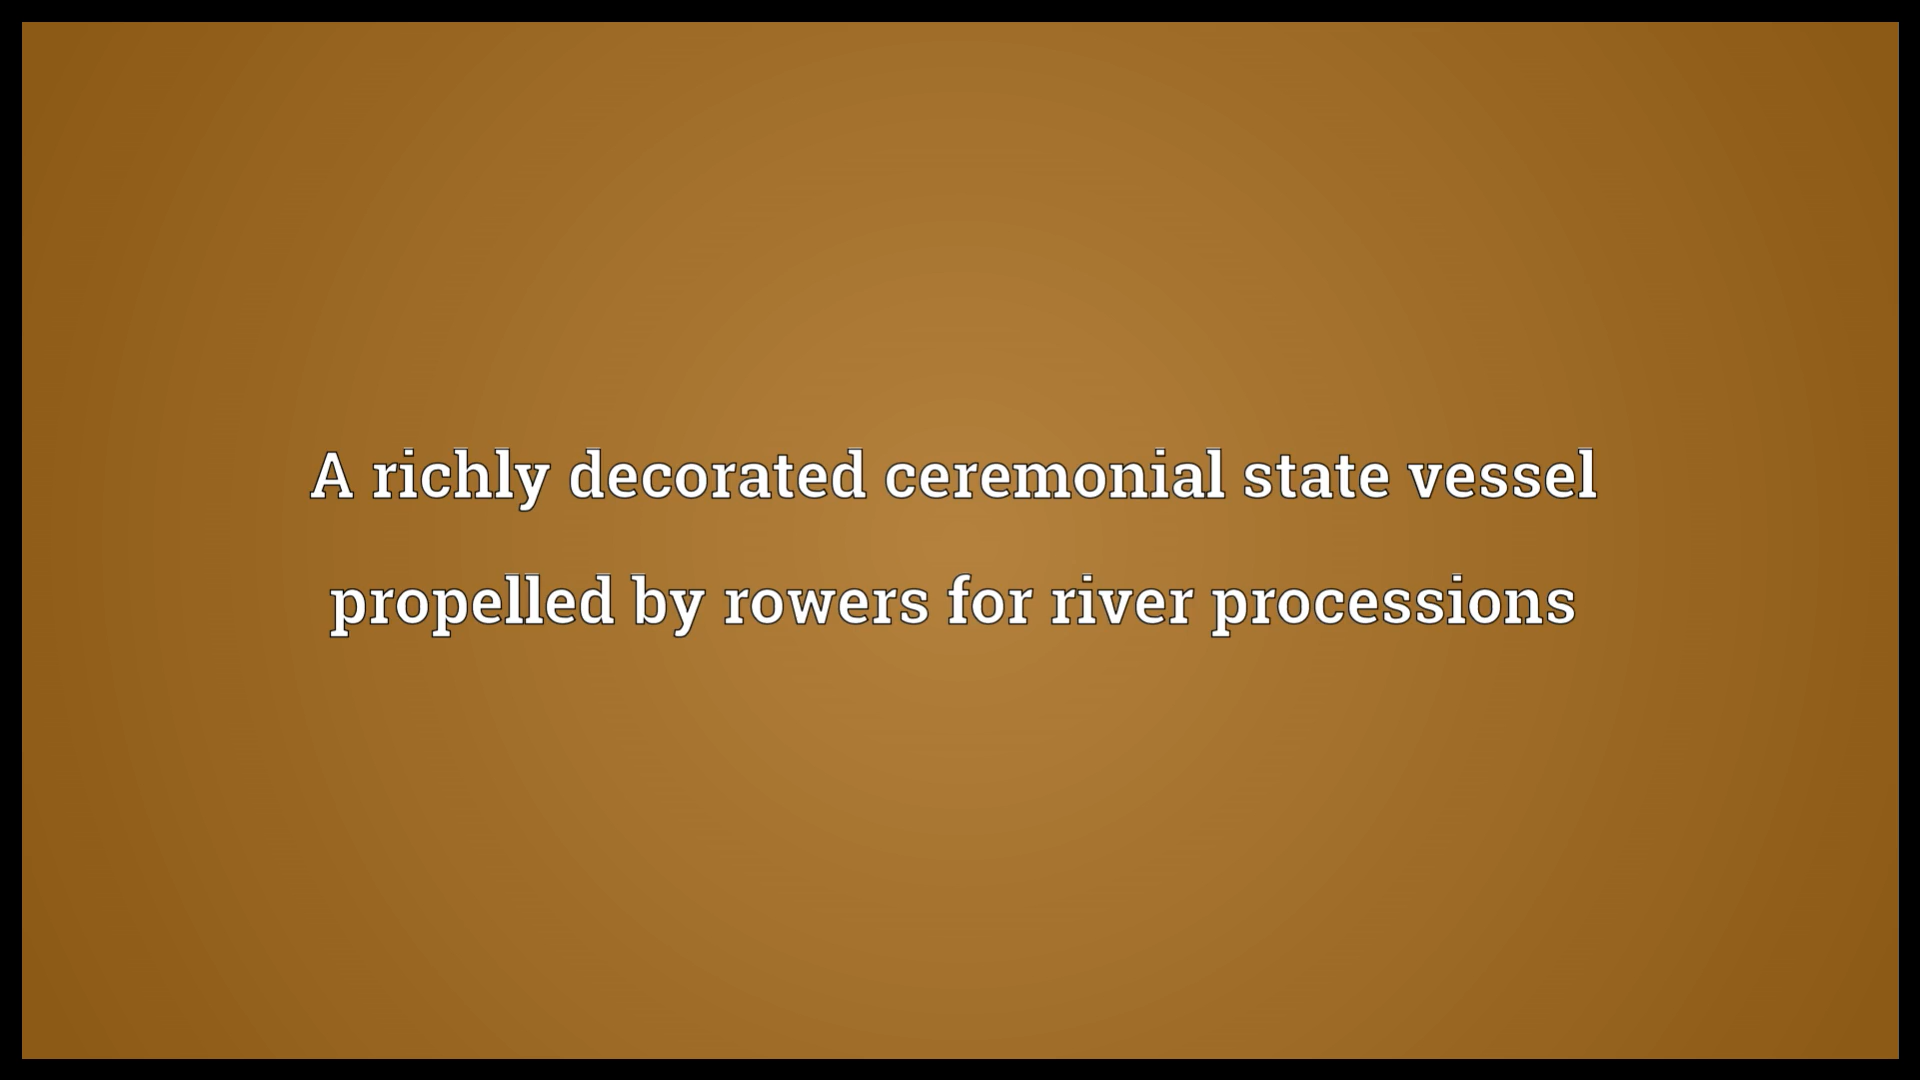 A richly decorated ceremonial state vessel
propelled by rowers for river processions